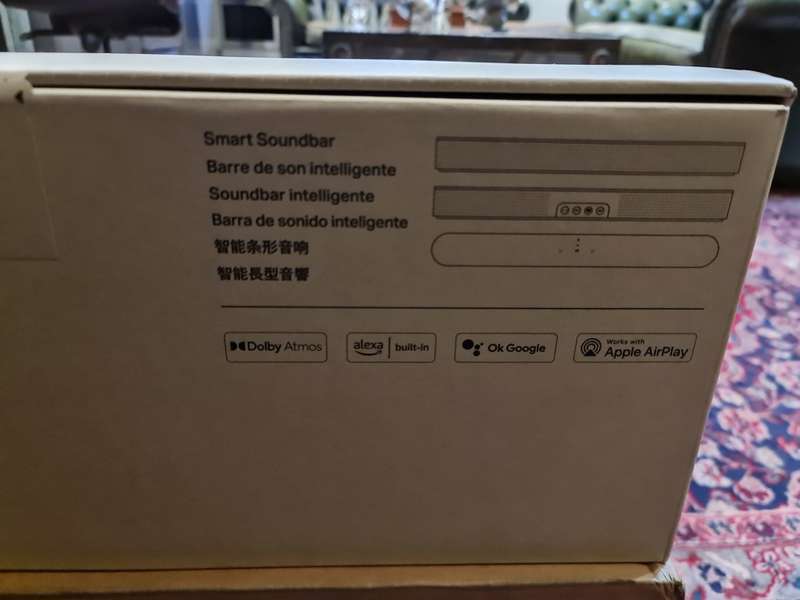 Smart Soundbar
Barre de son intelligente
Soundbar intelligente
Barra de sonido inteligente
智能条形音响
智能長型音響
Dolby Atmos
alexa built-in
Ok Google
Works with
Apple AirPlay